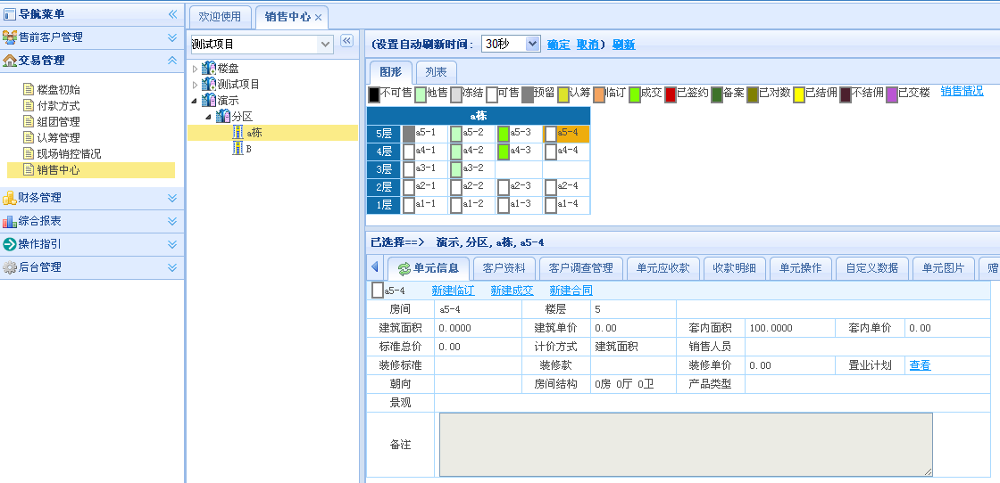 导航菜单
售前客户管理
交易管理
楼盘初始
付款方式
组团管理
认筹管理
现场销控情况
销售中心
财务管理
综合报表
操作指引
后台管理
欢迎使用 销售中心
测试项目
楼盘
测试项目
演示
分区
a栋
B
(设置自动刷新时间: 30秒 确定 取消) 刷新
图形 列表
不可售 他售 冻结 可售 预留 认筹 临订 成交 已签约 备案 已对数 已结佣 不结佣 已交楼 销售情况
a栋
5层 a5-1 a5-2 a5-3 a5-4
4层 a4-1 a4-2 a4-3 a4-4
3层 a3-1 a3-2
2层 a2-1 a2-2 a2-3 a2-4
1层 a1-1 a1-2 a1-3 a1-4
已选择==> 演示,分区,a栋,a5-4
单元信息 客户资料 客户调查管理 单元应收款 收款明细 单元操作 自定义数据 单元图片 赠
a5-4 新建临订 新建成交 新建合同
房间 a5-4 楼层 5
建筑面积 0.0000 建筑单价 0.00 套内面积 100.0000 套内单价 0.00
标准总价 0.00 计价方式 建筑面积 销售人员
装修标准 装修款 装修单价 0.00 置业计划 查看
朝向 房间结构 0房 0厅 0卫 产品类型
景观
备注